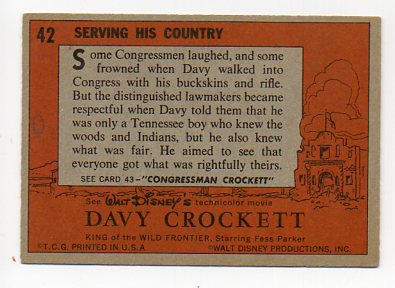 42 SERVING HIS COUNTRY
Some Congressmen laughed, and some
frowned when Davy walked into
Congress with his buckskins and rifle.
But the distinguished lawmakers became
respectful when Davy told them that he
was only a Tennessee boy who knew the
woods and Indians, but he also knew
what was fair. He aimed to see that
everyone got what was rightfully theirs.
SEE CARD 43-"CONGRESSMAN CROCKETT"
See WALT DISNEY'S technicolor movie
DAVY CROCKETT
KING of the WILD FRONTIER, Starring Fess Parker
©T.C.G. PRINTED IN U.S.A. ©WALT DISNEY PRODUCTIONS, INC.